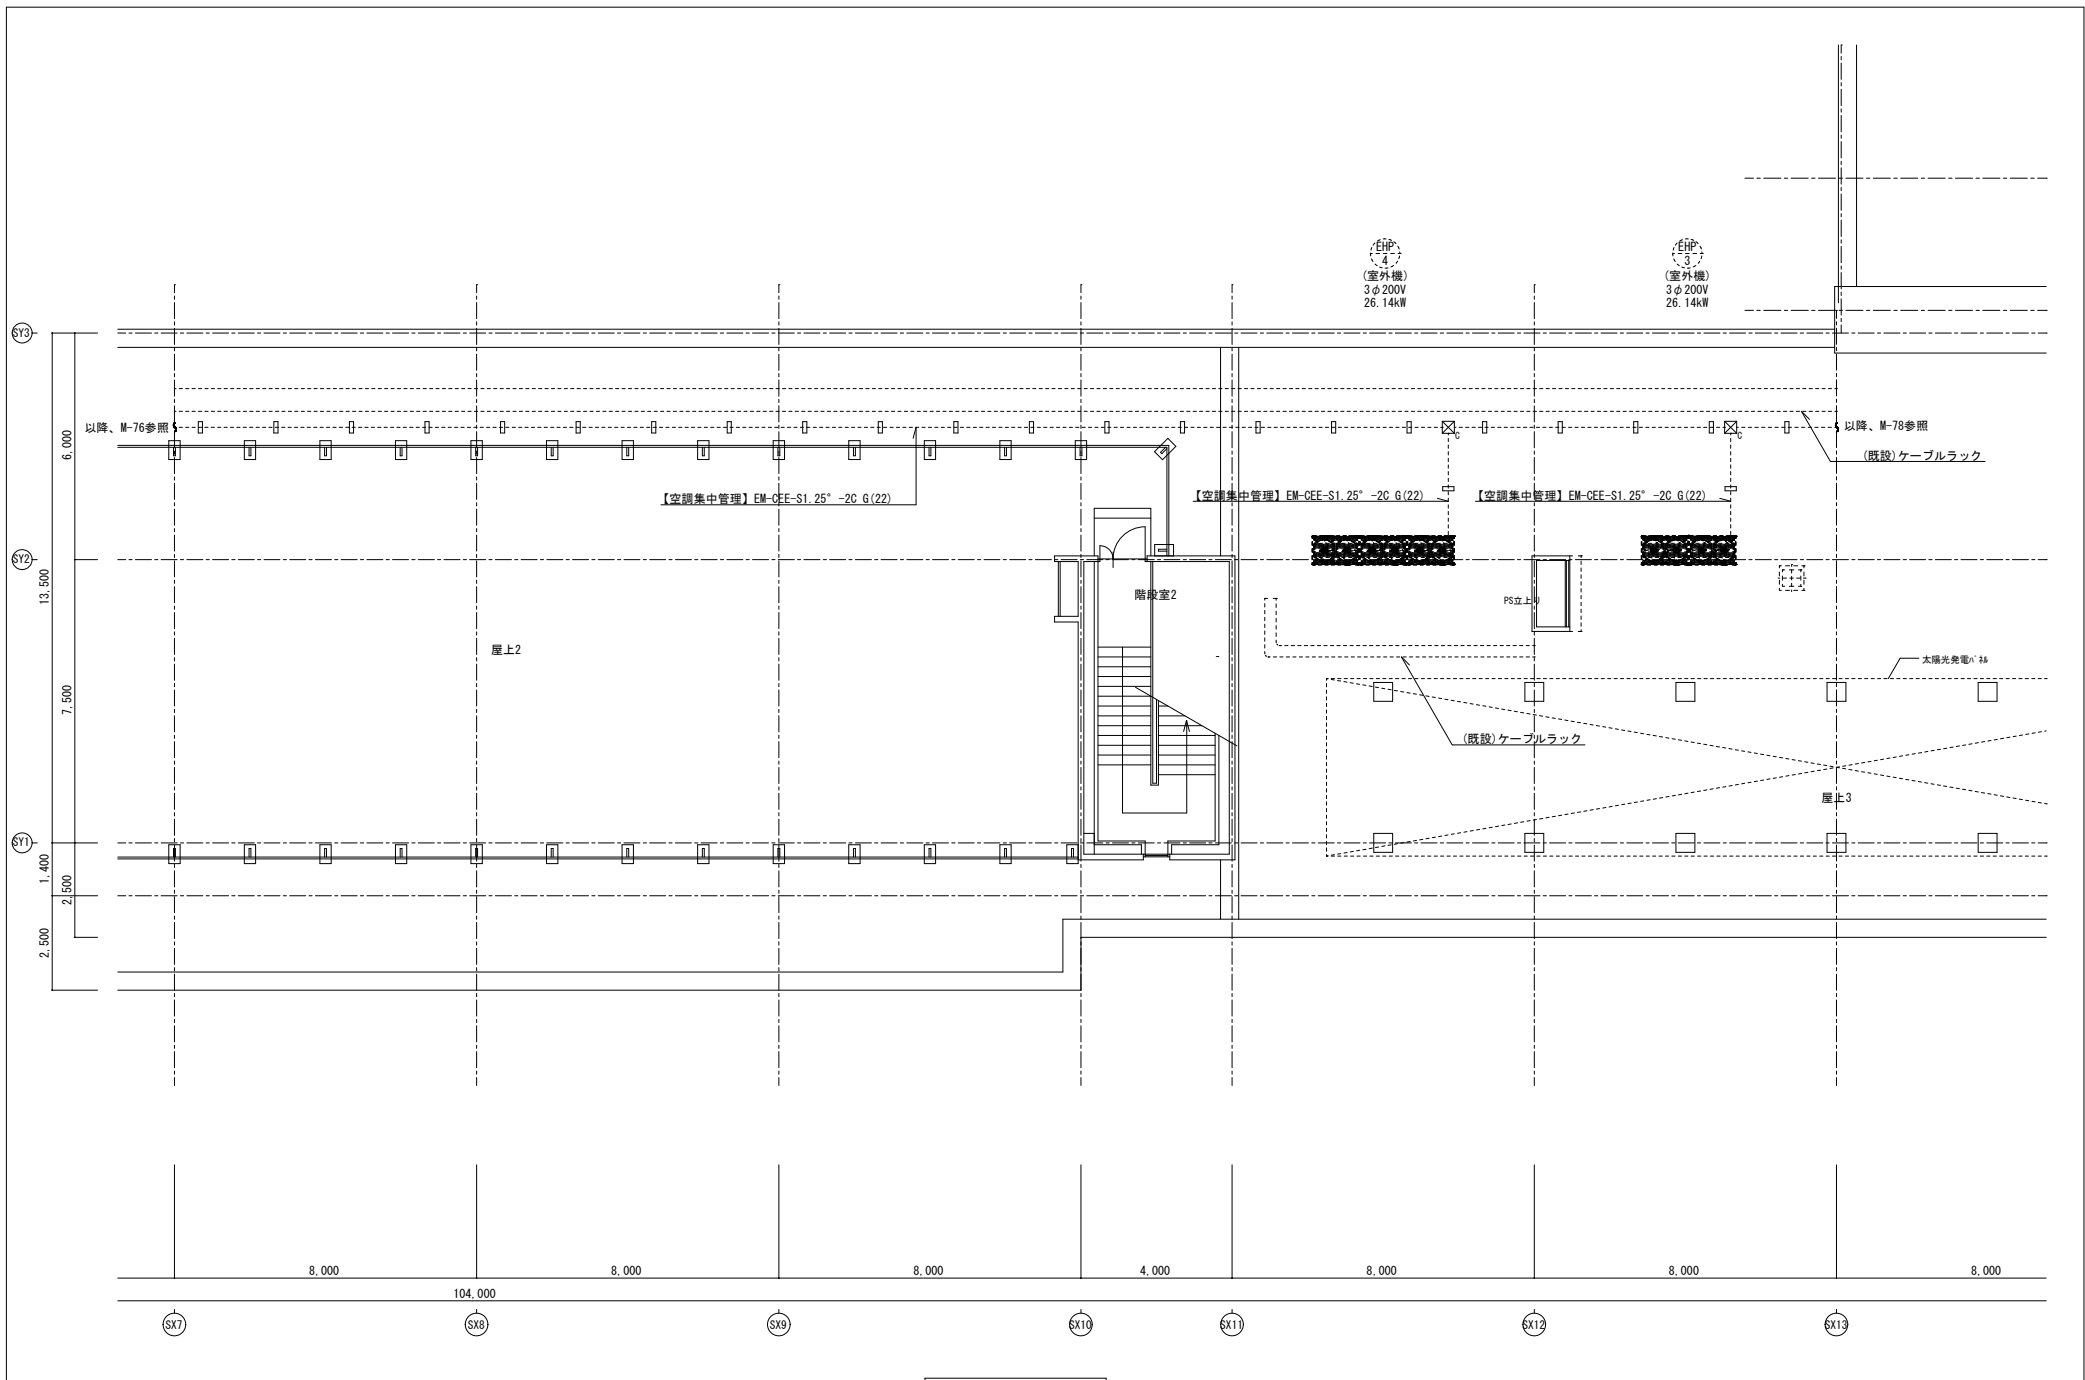 EHP
4
(室外機)
3φ200V
26.14kW
EHP
3
(室外機)
3φ200V
26.14kW
SY3
以降、M-76参照
以降、M-78参照
(既設)ケーブルラック
6,000
【空調集中管理】EM-CEE-S1.25°-2C G(22)
【空調集中管理】EM-CEE-S1.25°-2C G(22)
【空調集中管理】EM-CEE-S1.25°-2C G(22)
C
C
SY2
13,500
階段室2
PS立上り
屋上2
太陽光発電パネル
7,500
(既設)ケーブルラック
屋上3
SY1
1,400
2,500
2,500
8,000
8,000
8,000
4,000
8,000
8,000
8,000
104,000
SX7
SX8
SX9
SX10
SX11
SX12
SX13